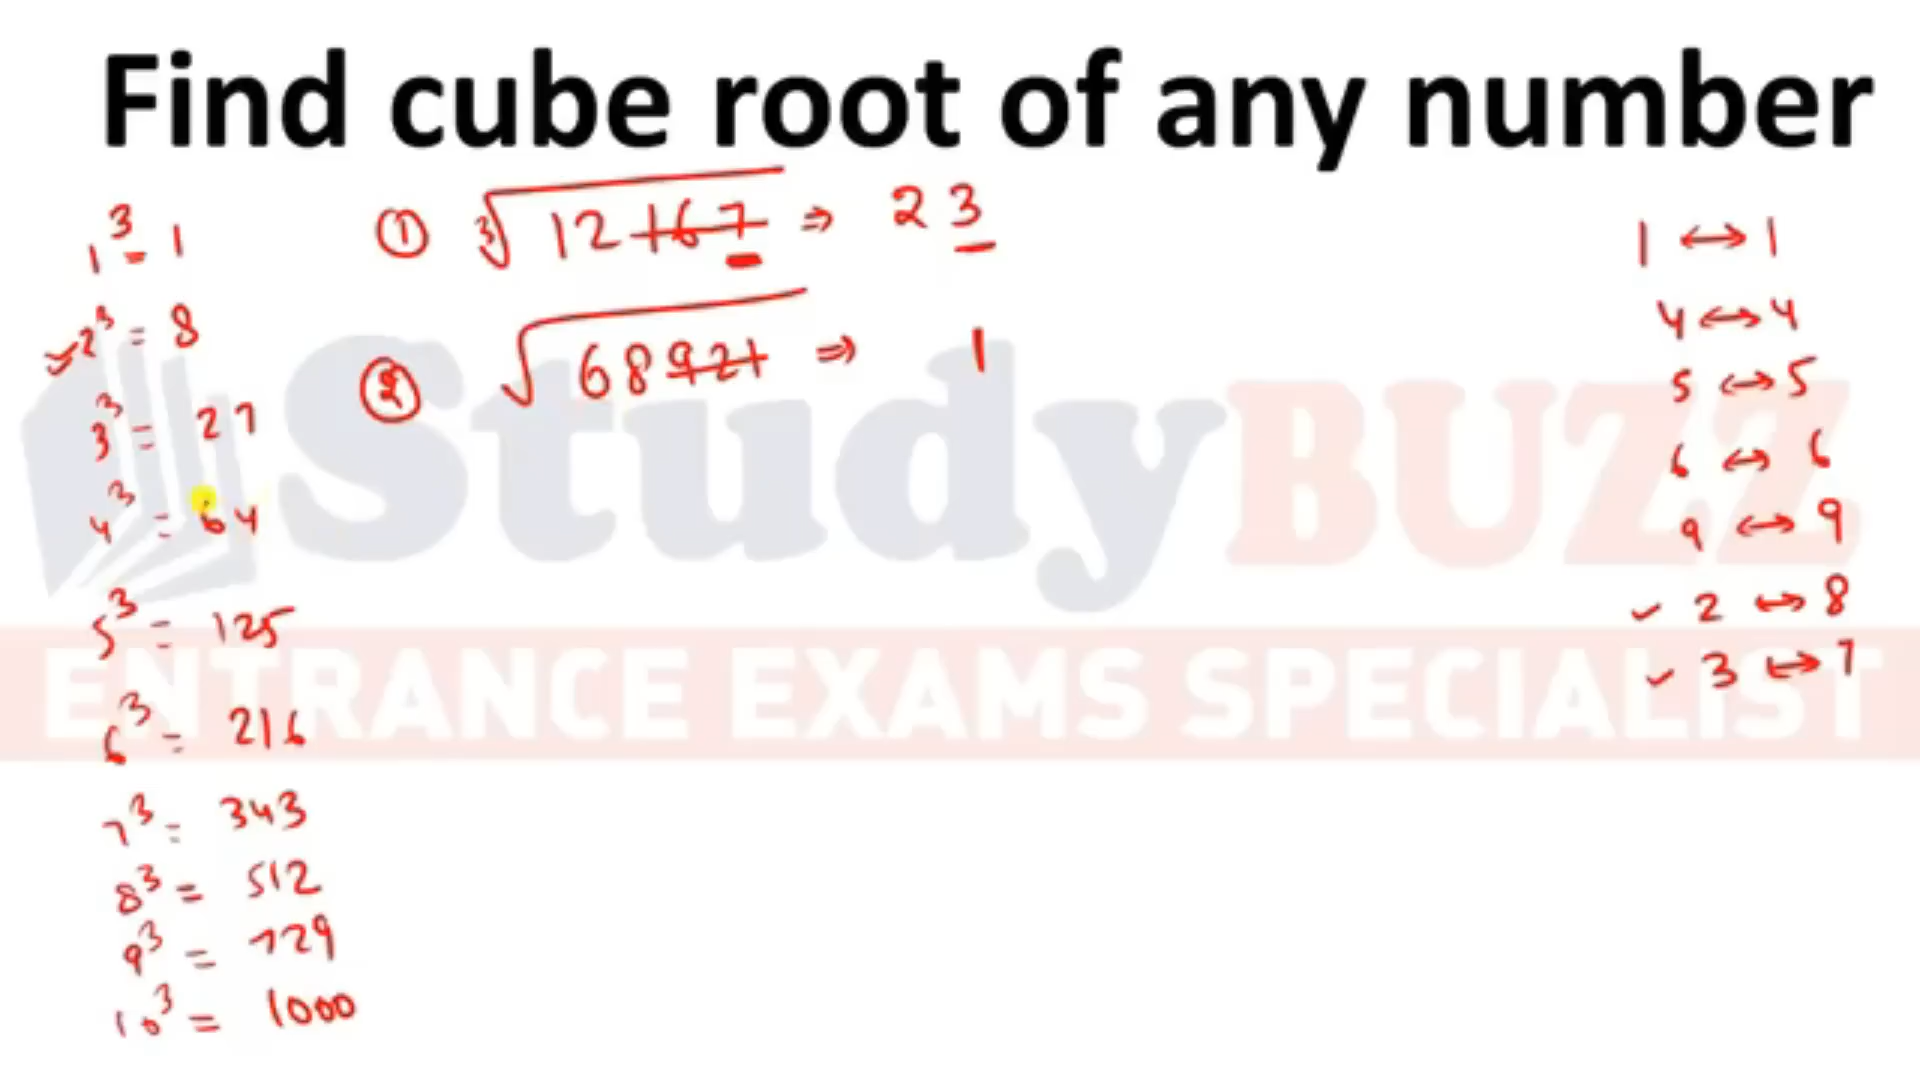 Find cube root of any number
1³ = 1
2³ = 8
3³ = 27
4³ = 64
5³ = 125
6³ = 216
7³ = 343
8³ = 512
9³ = 729
10³ = 1000
① ∛12167 ⇒ 23
② √68921 ⇒ 1
1 ↔ 1
4 ↔ 4
5 ↔ 5
6 ↔ 6
9 ↔ 9
✓ 2 ↔ 8
✓ 3 ↔ 7
StudyBUZZ
ENTRANCE EXAMS SPECIALIST